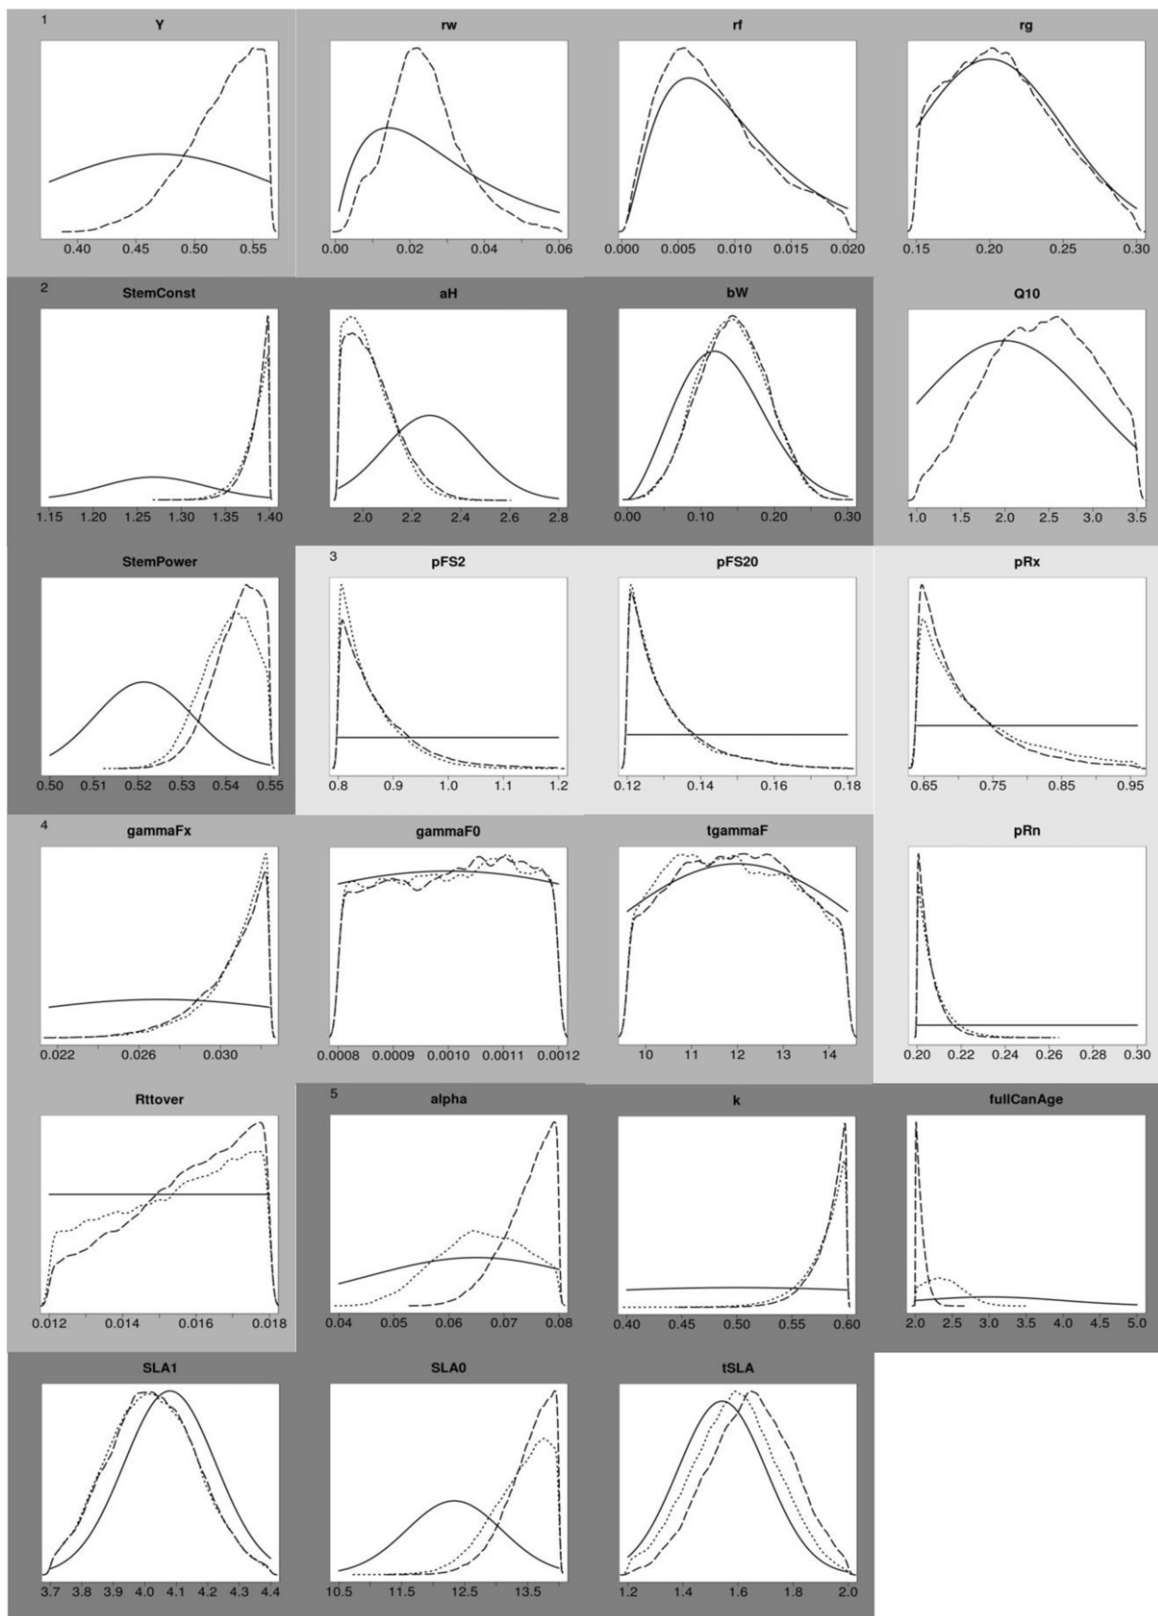 1 Y rw rf rg
0.40 0.45 0.50 0.55 0.00 0.02 0.04 0.06 0.000 0.005 0.010 0.015 0.020 0.15 0.20 0.25 0.30
2 StemConst aH bW Q10
1.15 1.20 1.25 1.30 1.35 1.40 2.0 2.2 2.4 2.6 2.8 0.00 0.10 0.20 0.30 1.0 1.5 2.0 2.5 3.0 3.5
StemPower 3 pFS2 pFS20 pRx
0.50 0.51 0.52 0.53 0.54 0.55 0.8 0.9 1.0 1.1 1.2 0.12 0.14 0.16 0.18 0.65 0.75 0.85 0.95
4 gammaFx gammaF0 tgammaF pRn
0.022 0.026 0.030 0.0008 0.0009 0.0010 0.0011 0.0012 10 11 12 13 14 0.20 0.22 0.24 0.26 0.28 0.30
Rttover 5 alpha k fullCanAge
0.012 0.014 0.016 0.018 0.04 0.05 0.06 0.07 0.08 0.40 0.45 0.50 0.55 0.60 2.0 2.5 3.0 3.5 4.0 4.5 5.0
SLA1 SLA0 tSLA
3.7 3.8 3.9 4.0 4.1 4.2 4.3 4.4 10.5 11.5 12.5 13.5 1.2 1.4 1.6 1.8 2.0